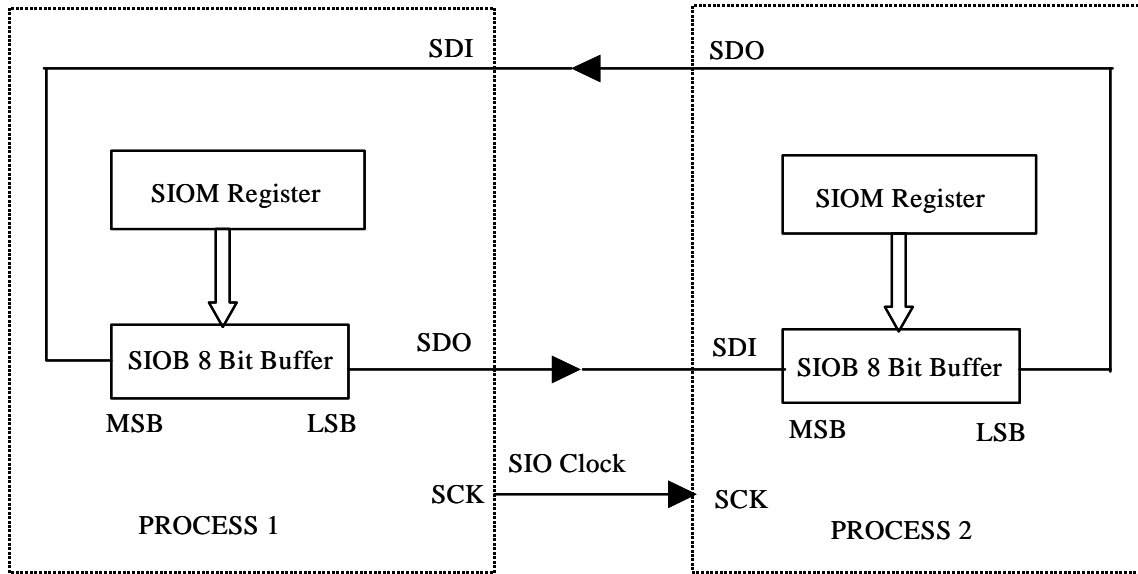 SDI
SDO
SIOM Register
SIOM Register
SIOB 8 Bit Buffer
SDO
SDI
SIOB 8 Bit Buffer
MSB
LSB
MSB
LSB
SIO Clock
SCK
SCK
PROCESS 1
PROCESS 2